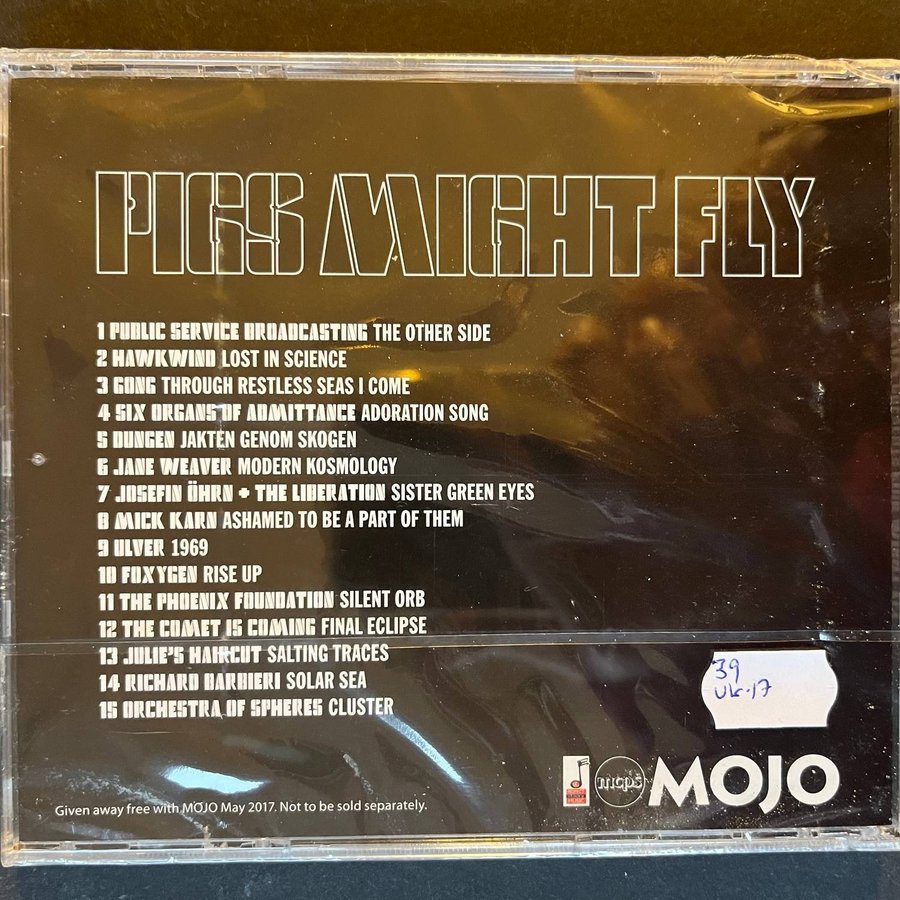 PIGS MIGHT FLY
1 PUBLIC SERVICE BROADCASTING THE OTHER SIDE
2 HAWKWIND LOST IN SCIENCE
3 GONG THROUGH RESTLESS SEAS I COME
4 SIX ORGANS OF ADMITTANCE ADORATION SONG
5 DUNGEN JAKTEN GENOM SKOGEN
6 JANE WEAVER MODERN KOSMOLOGY
7 JOSEFIN ÖHRN + THE LIBERATION SISTER GREEN EYES
8 MICK KARN ASHAMED TO BE A PART OF THEM
9 ULVER 1969
10 FOXYGEN RISE UP
11 THE PHOENIX FOUNDATION SILENT ORB
12 THE COMET IS COMING FINAL ECLIPSE
13 JULIE'S HAIRCUT SALTING TRACES
14 RICHARD BARBIERI SOLAR SEA
15 ORCHESTRA OF SPHERES CLUSTER
39
UK-17
mcps MOJO
Given away free with MOJO May 2017. Not to be sold separately.